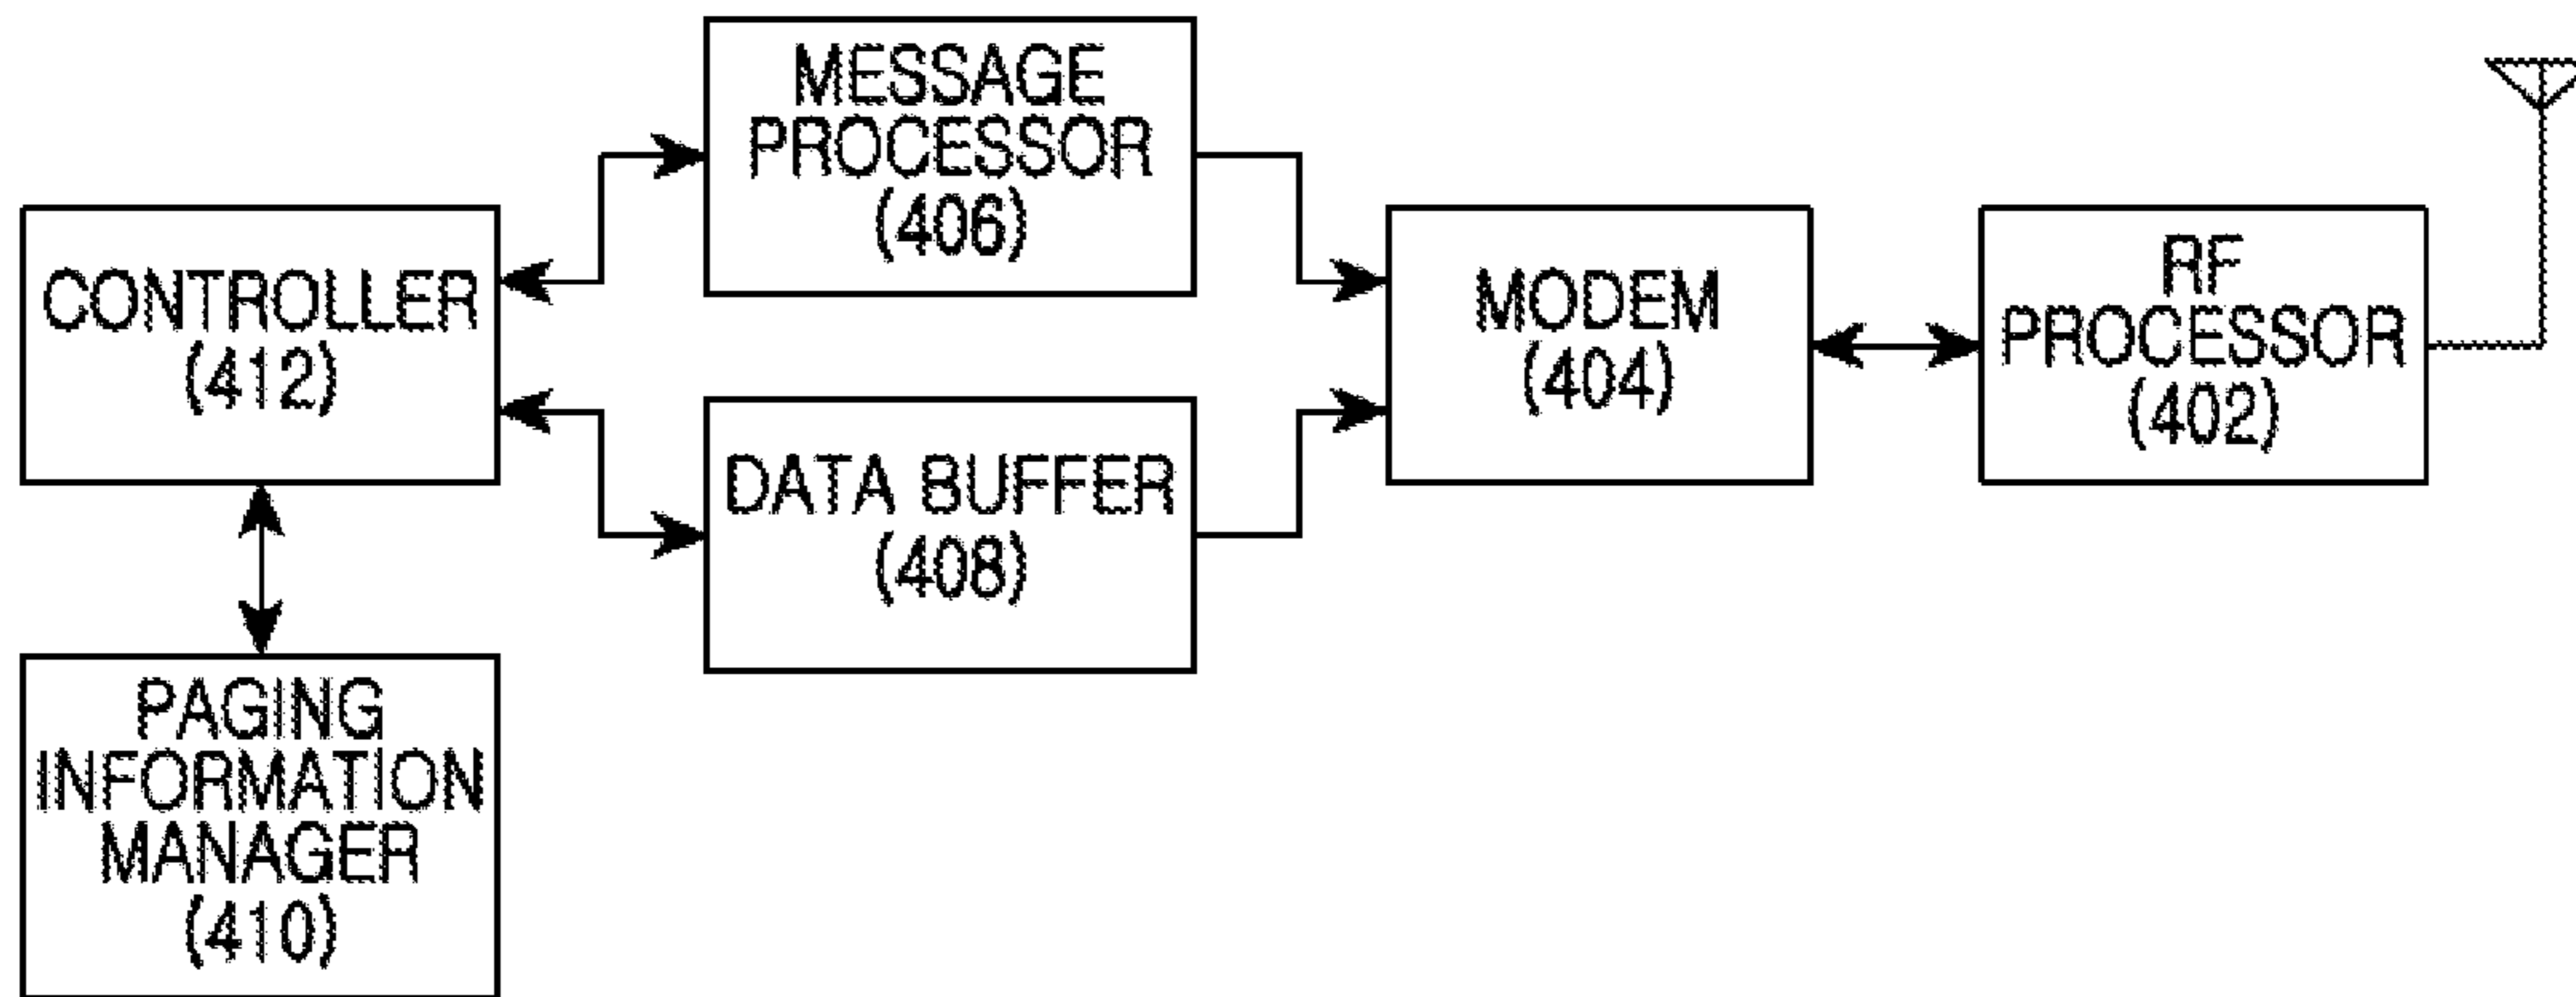 MESSAGE
PROCESSOR
(406)
CONTROLLER
(412)
DATA BUFFER
(408)
MODEM
(404)
RF
PROCESSOR
(402)
PAGING
INFORMATION
MANAGER
(410)